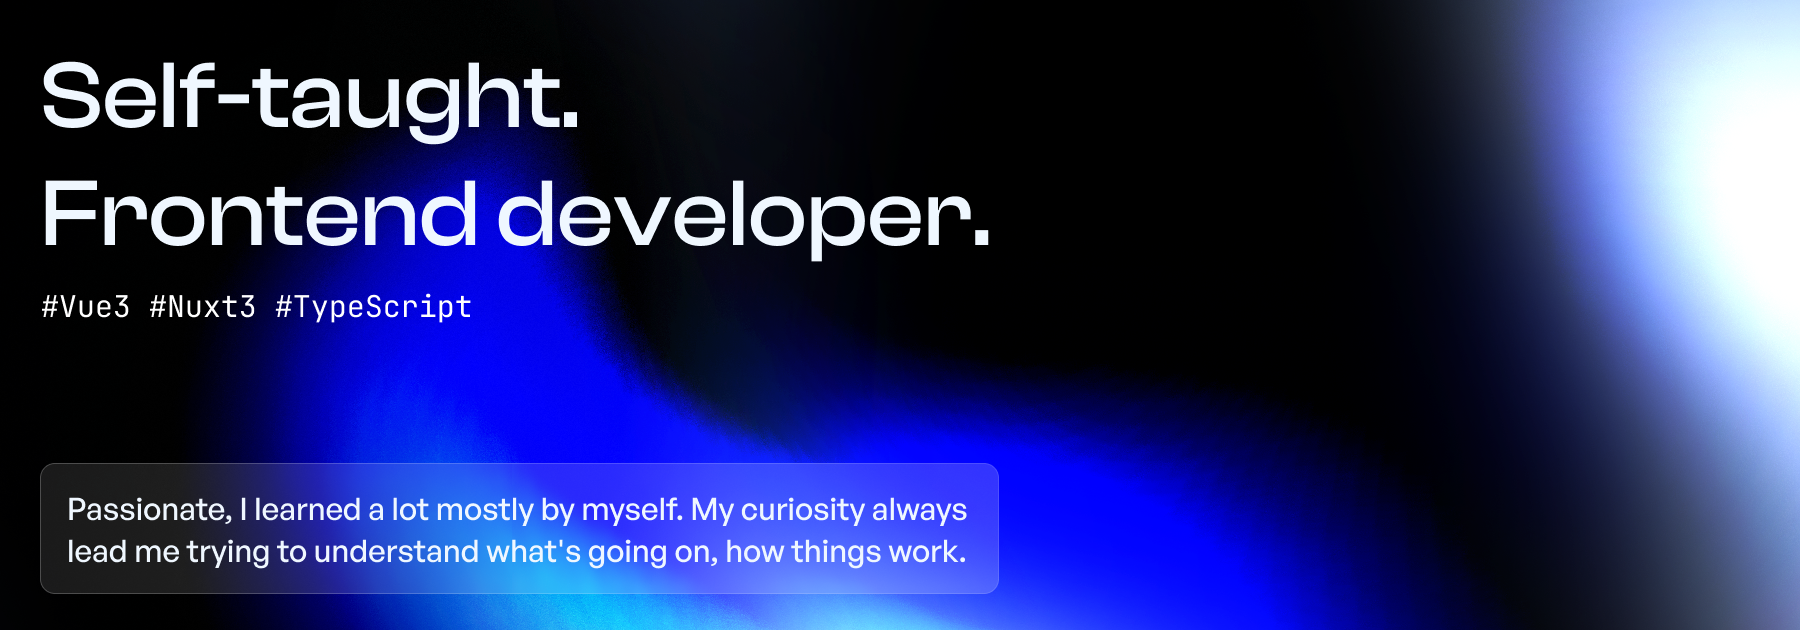 Self-taught.
Frontend developer.
#Vue3 #Nuxt3 #TypeScript
Passionate, I learned a lot mostly by myself. My curiosity always
lead me trying to understand what's going on, how things work.